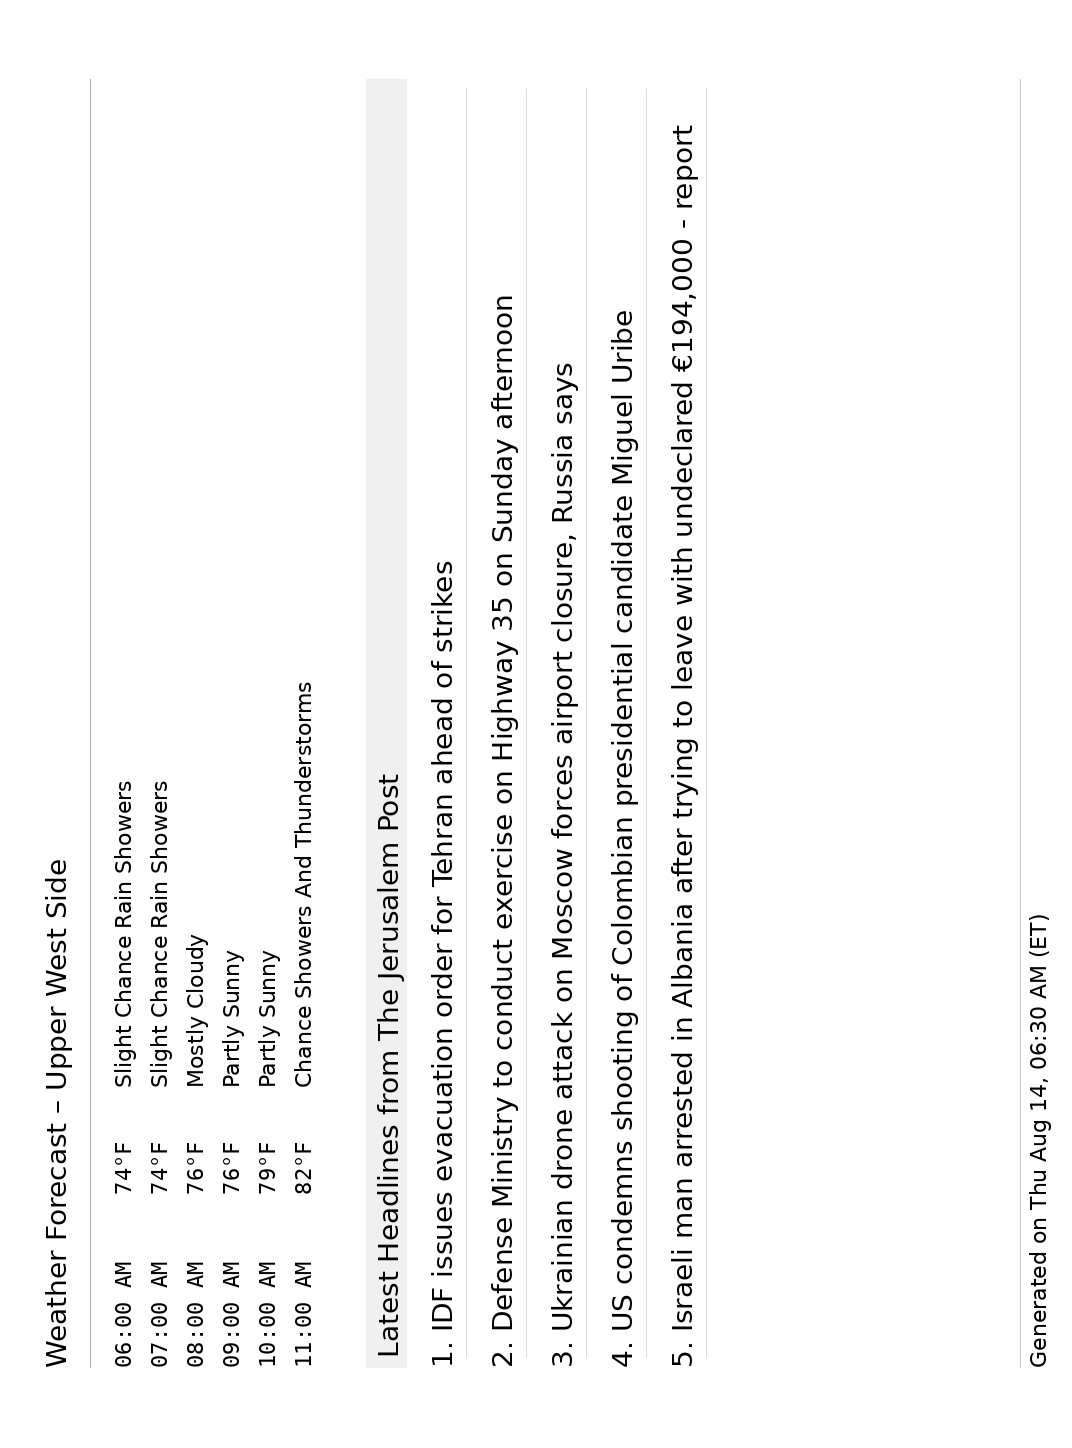 Weather Forecast – Upper West Side
06:00 AM 74°F Slight Chance Rain Showers
07:00 AM 74°F Slight Chance Rain Showers
08:00 AM 76°F Mostly Cloudy
09:00 AM 76°F Partly Sunny
10:00 AM 79°F Partly Sunny
11:00 AM 82°F Chance Showers And Thunderstorms
Latest Headlines from The Jerusalem Post
1. IDF issues evacuation order for Tehran ahead of strikes
2. Defense Ministry to conduct exercise on Highway 35 on Sunday afternoon
3. Ukrainian drone attack on Moscow forces airport closure, Russia says
4. US condemns shooting of Colombian presidential candidate Miguel Uribe
5. Israeli man arrested in Albania after trying to leave with undeclared €194,000 - report
Generated on Thu Aug 14, 06:30 AM (ET)